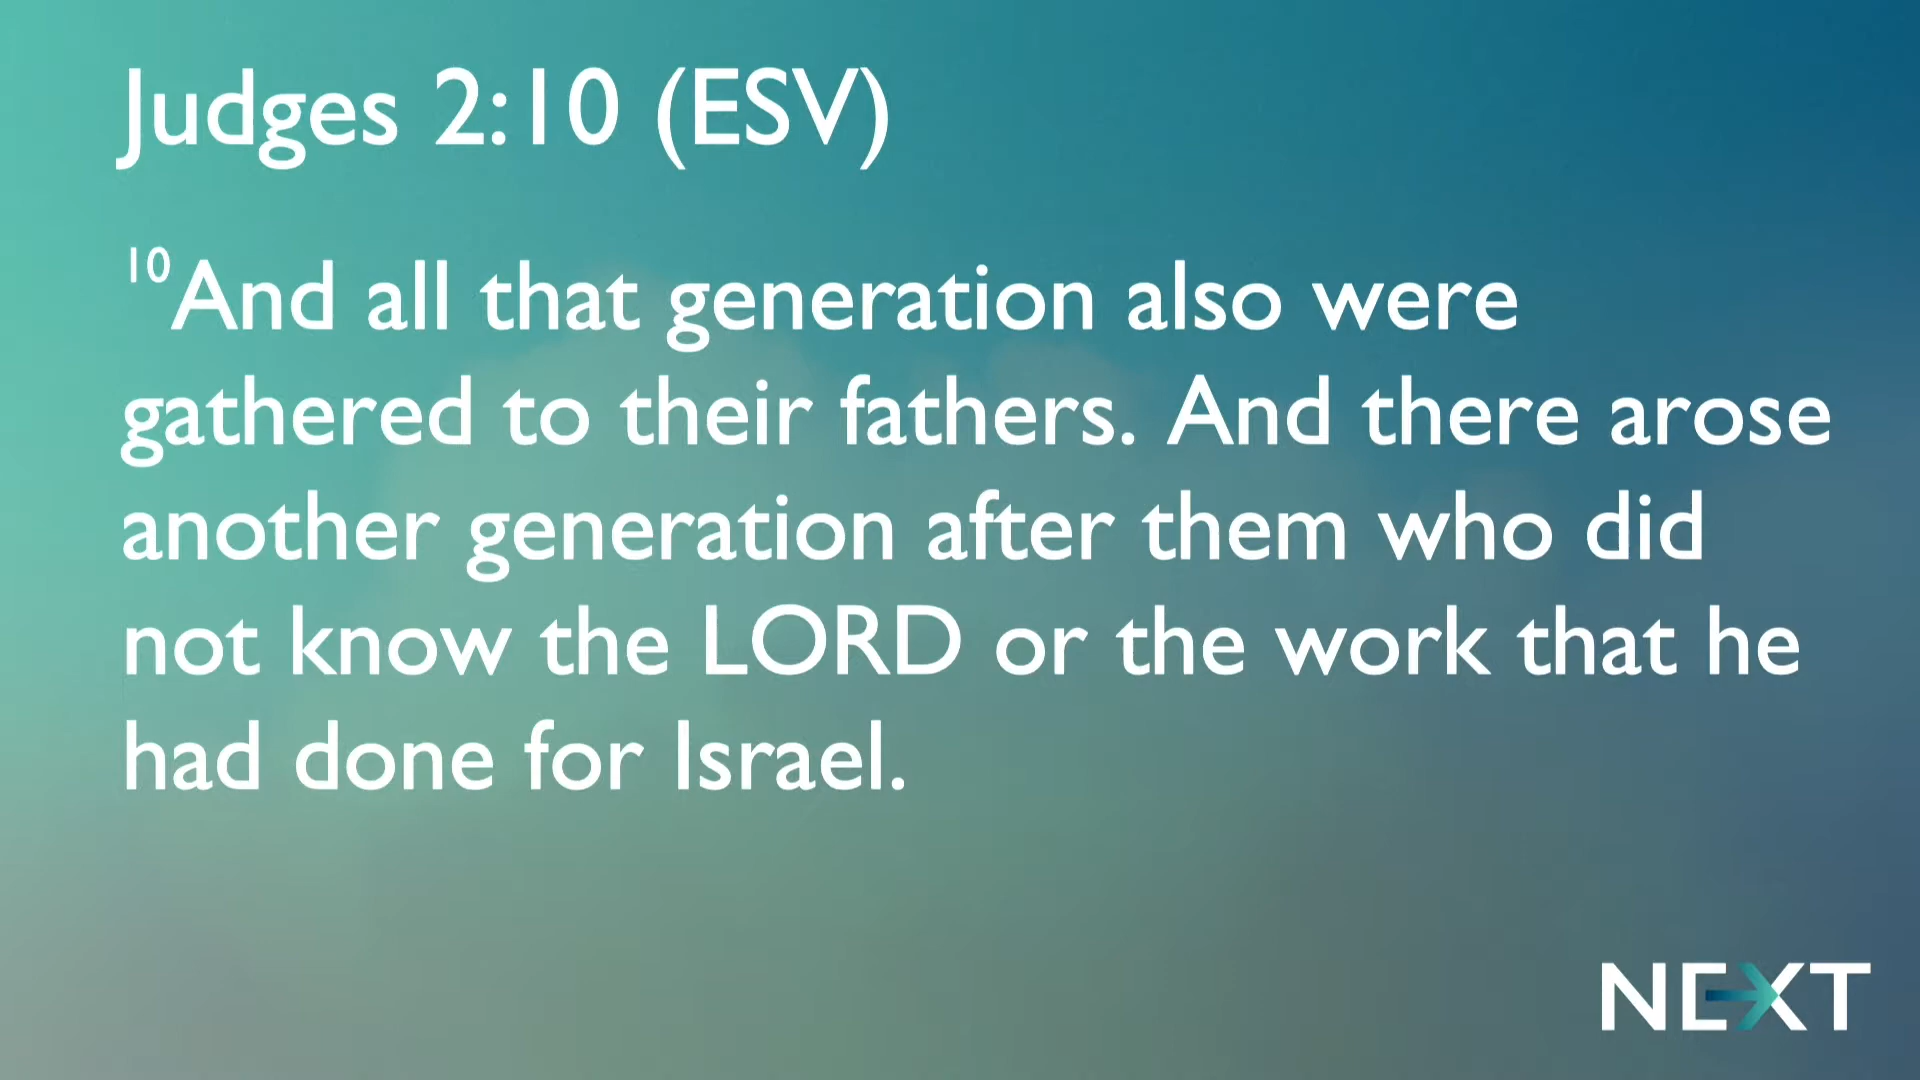 Judges 2:10 (ESV)
10And all that generation also were
gathered to their fathers. And there arose
another generation after them who did
not know the LORD or the work that he
had done for Israel.
NEXT